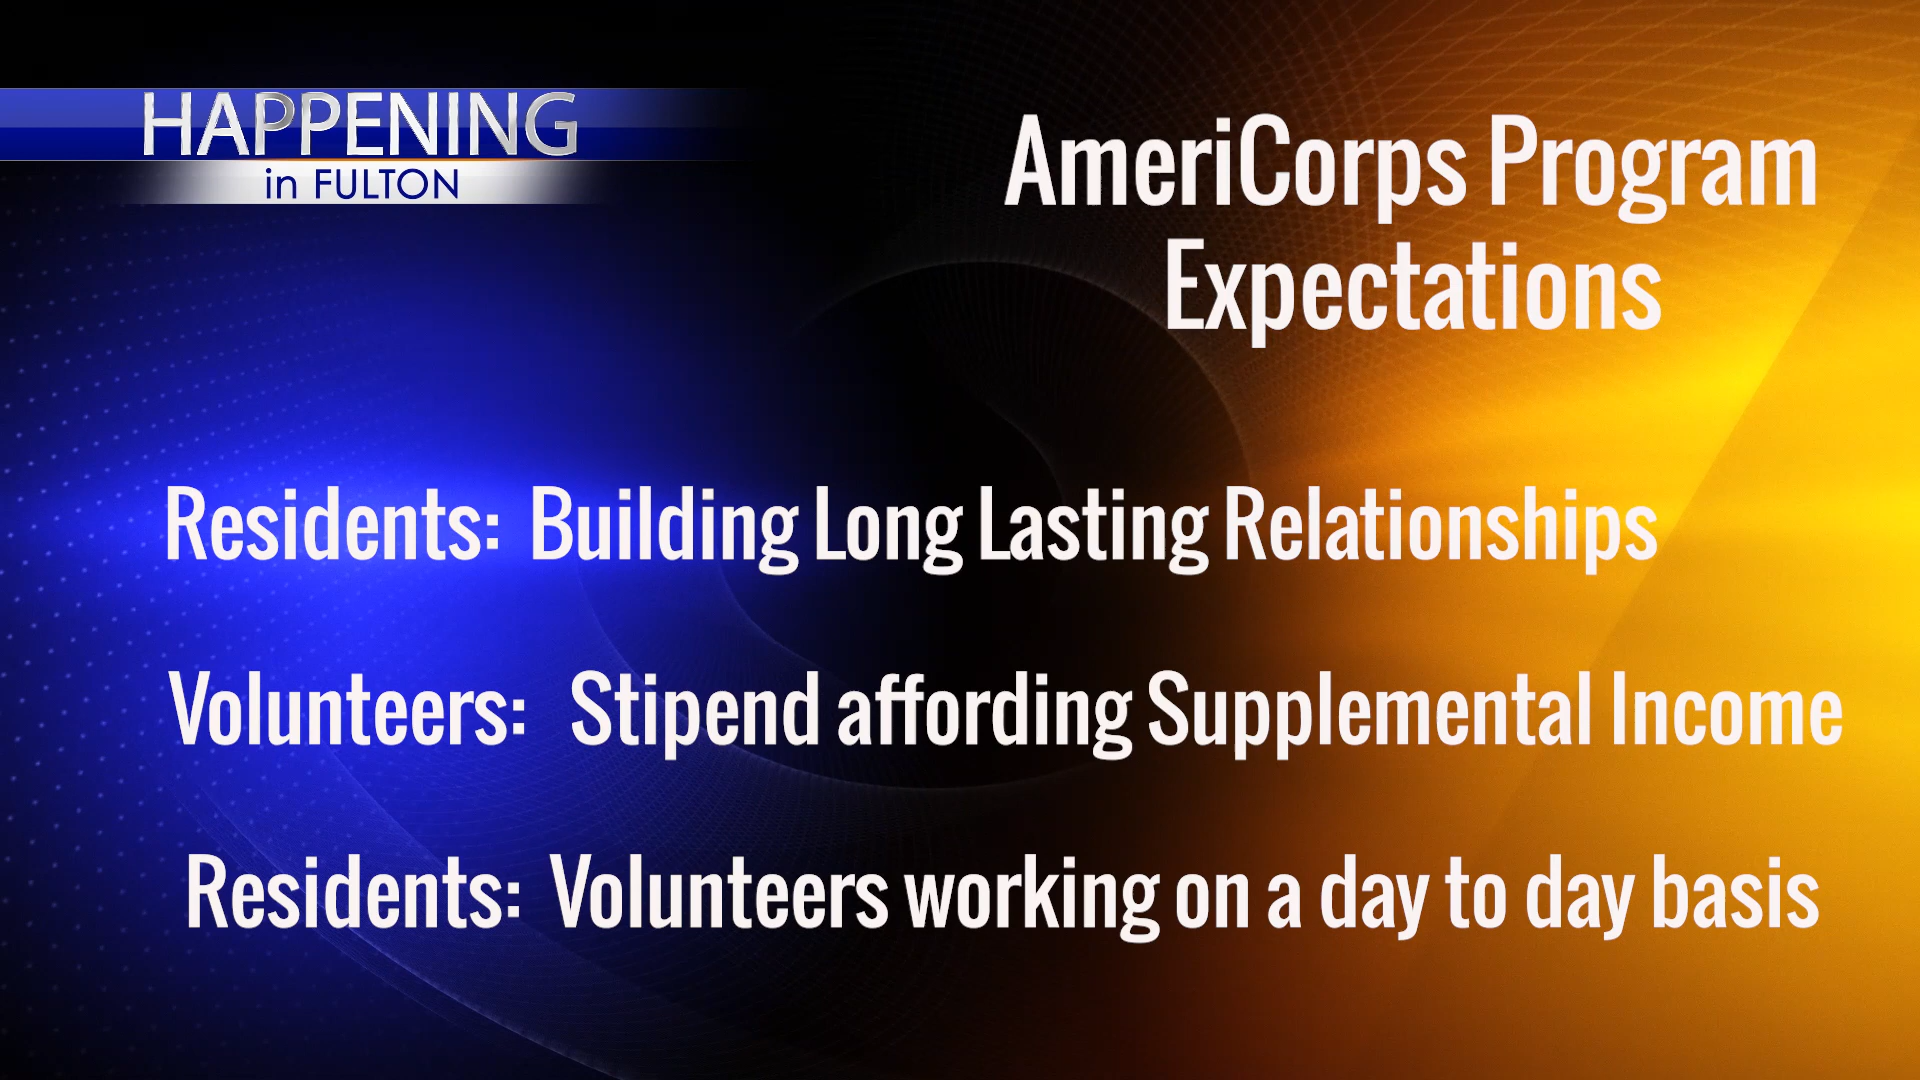 HAPPENING
in FULTON
AmeriCorps Program
Expectations
Residents: Building Long Lasting Relationships
Volunteers: Stipend affording Supplemental Income
Residents: Volunteers working on a day to day basis